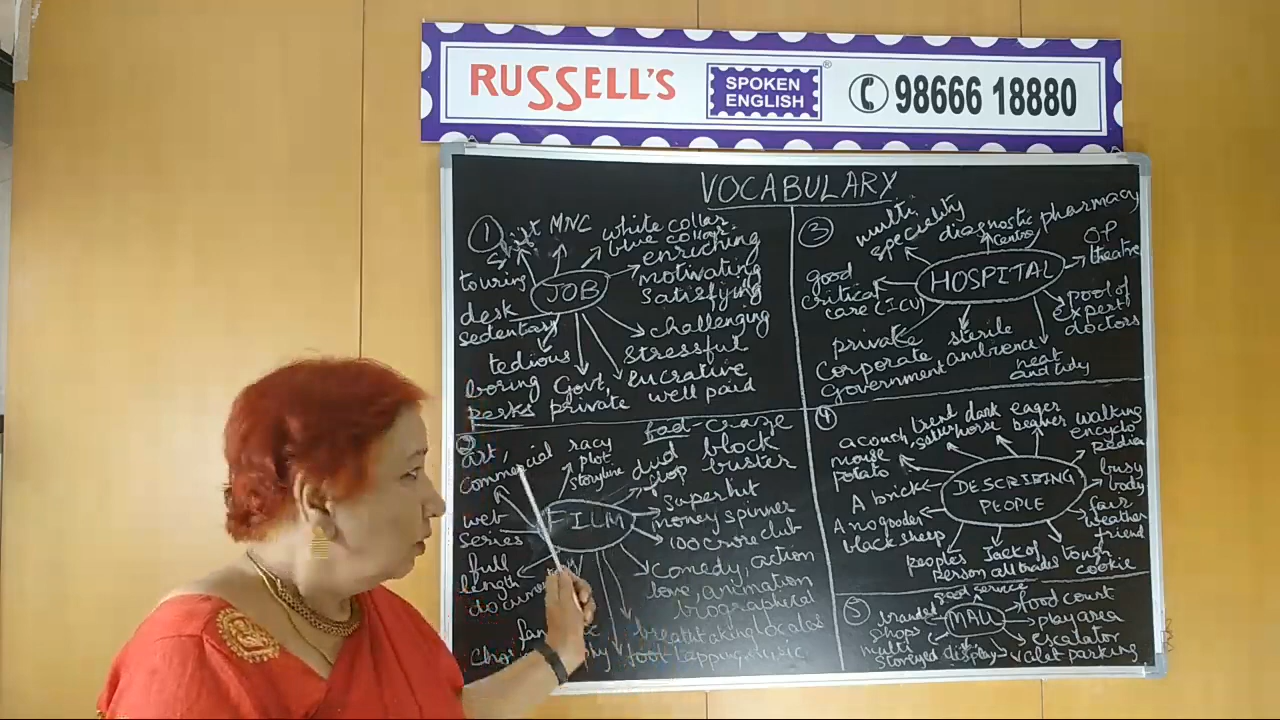 RUSSELL'S SPOKEN ENGLISH ® 98666 18880
VOCABULARY
1
MNC
white collar
blue collar
touring
JOB
enriching
motivating
satisfying
desk
sedentary
challenging
tedious
stressful
boring
Govt,
lucrative
perks
private
well paid
2
fad-craze
art,
commercial
racy
plot
storyline
dud
flop
block
buster
web
series
FILM
superhit
money spinner
100 crore club
full
length
comedy, action
love, animation
biographical
breathtaking locales
foot tapping music
3
multi
speciality
diagnostic
centre
pharmacy
good
critical
care (ICU)
HOSPITAL
O.P
theatre
pool of
expert
doctors
private
corporate
government
sterile
ambience
neat
and tidy
4
a couch
mouse
potato
trend
setter
dark
horse
eager
beaver
walking
encyclo
pedia
A brick
DESCRIBING
PEOPLE
busy
body
A no gooder
black sheep
fair
weather
friend
peoples
person
Jack of
all trades
tough
cookie
5
good service
branded
shops
MALL
food court
play area
multi
storeyed
display
escalator
valet parking